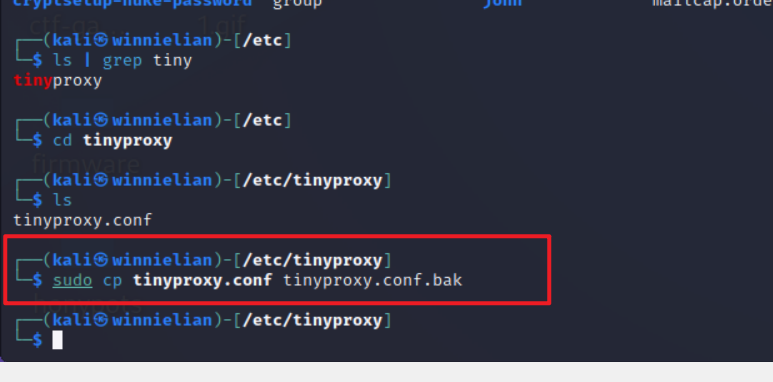 cryptsetup-nuke-password group john mailcap.orde
┌──(kali㉿winnielian)-[/etc]
└─$ ls | grep tiny
tinyproxy
┌──(kali㉿winnielian)-[/etc]
└─$ cd tinyproxy
┌──(kali㉿winnielian)-[/etc/tinyproxy]
└─$ ls
tinyproxy.conf
┌──(kali㉿winnielian)-[/etc/tinyproxy]
└─$ sudo cp tinyproxy.conf tinyproxy.conf.bak
┌──(kali㉿winnielian)-[/etc/tinyproxy]
└─$
firmware